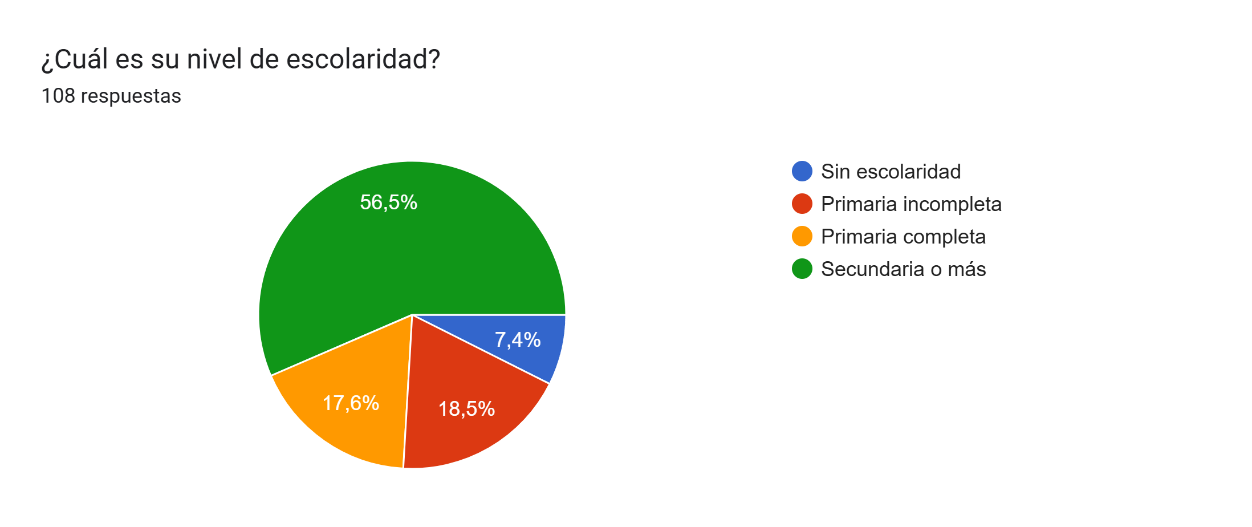 ¿Cuál es su nivel de escolaridad?
108 respuestas
56,5%
7,4%
17,6%
18,5%
Sin escolaridad
Primaria incompleta
Primaria completa
Secundaria o más